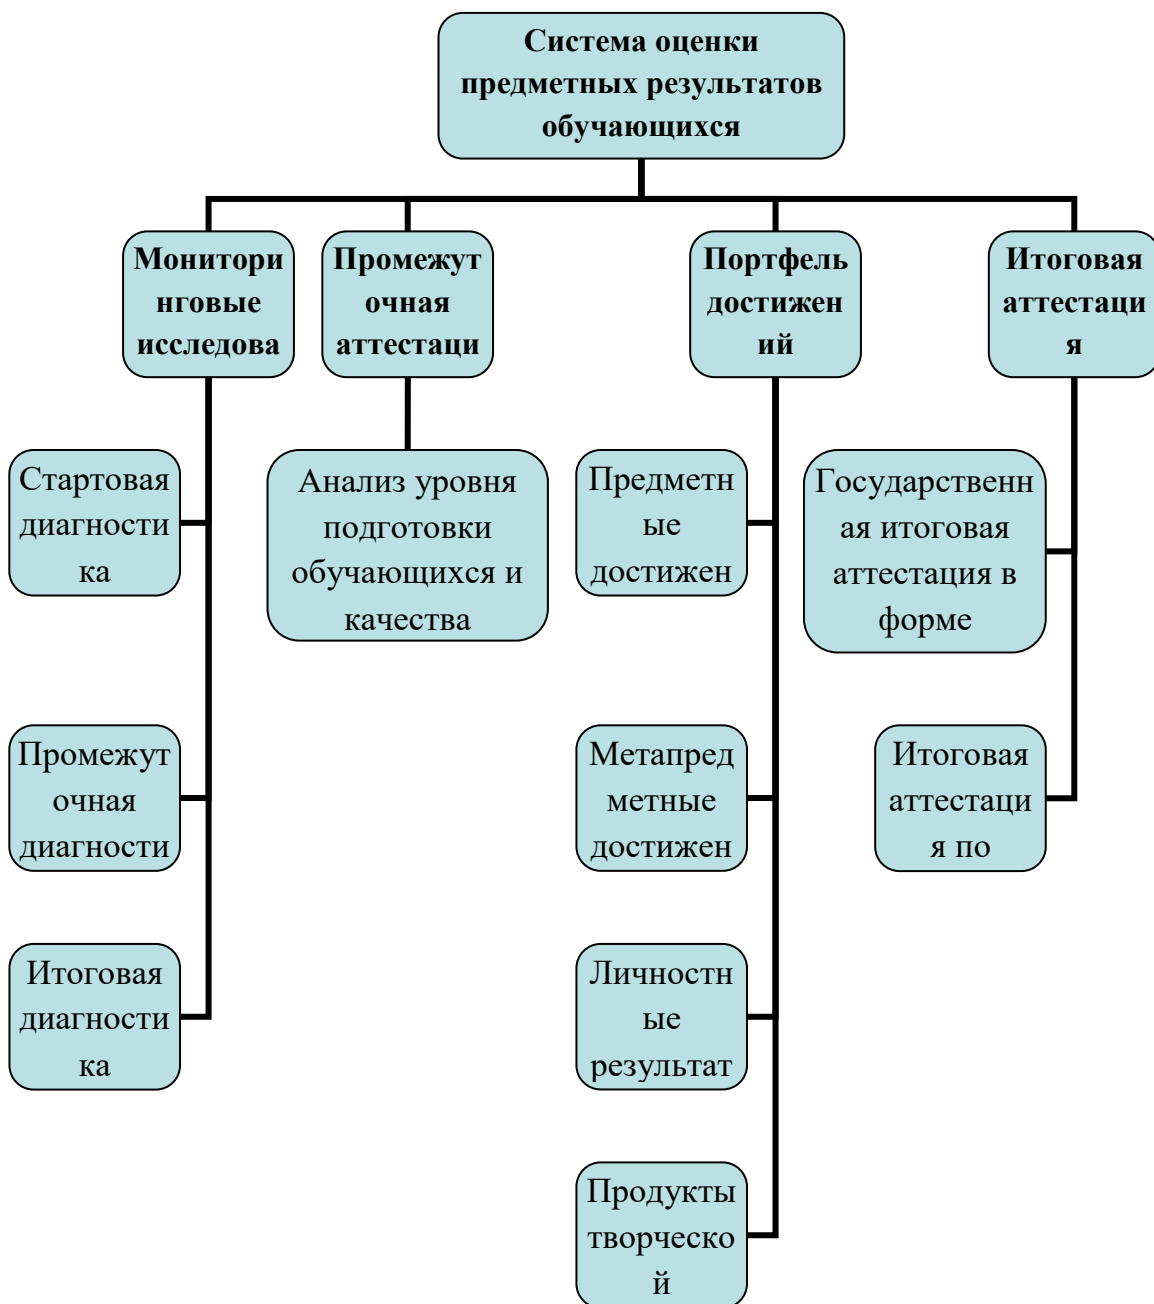 Система оценки
предметных результатов
обучающихся
Монитори
нговые
исследова
Промежут
очная
аттестаци
Портфель
достижен
ий
Итоговая
аттестаци
я
Стартовая
диагности
ка
Анализ уровня
подготовки
обучающихся и
качества
Предметн
ые
достижен
Государственн
ая итоговая
аттестация в
форме
Промежут
очная
диагности
Метапред
метные
достижен
Итоговая
аттестаци
я по
Итоговая
диагности
ка
Личностн
ые
результат
Продукты
творческо
й